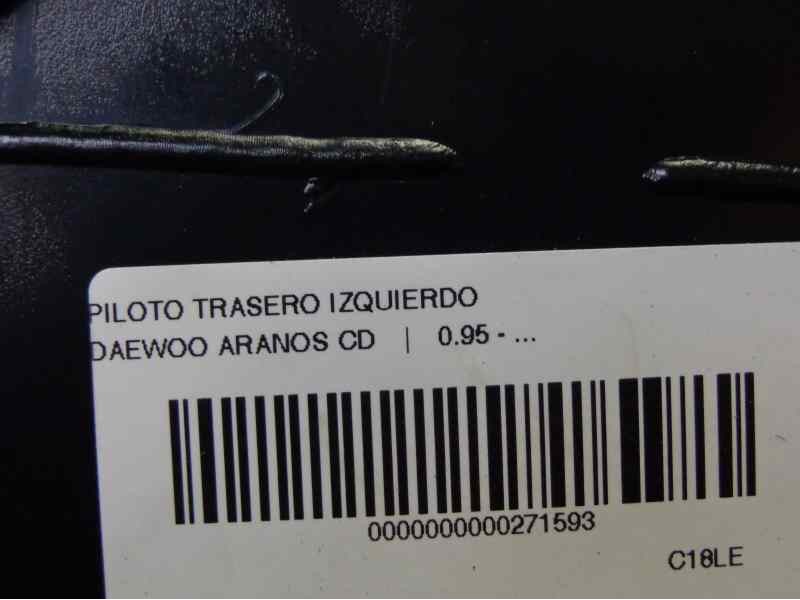 PILOTO TRASERO IZQUIERDO
DAEWOO ARANOS CD | 0.95 - ...
0000000000271593
C18LE